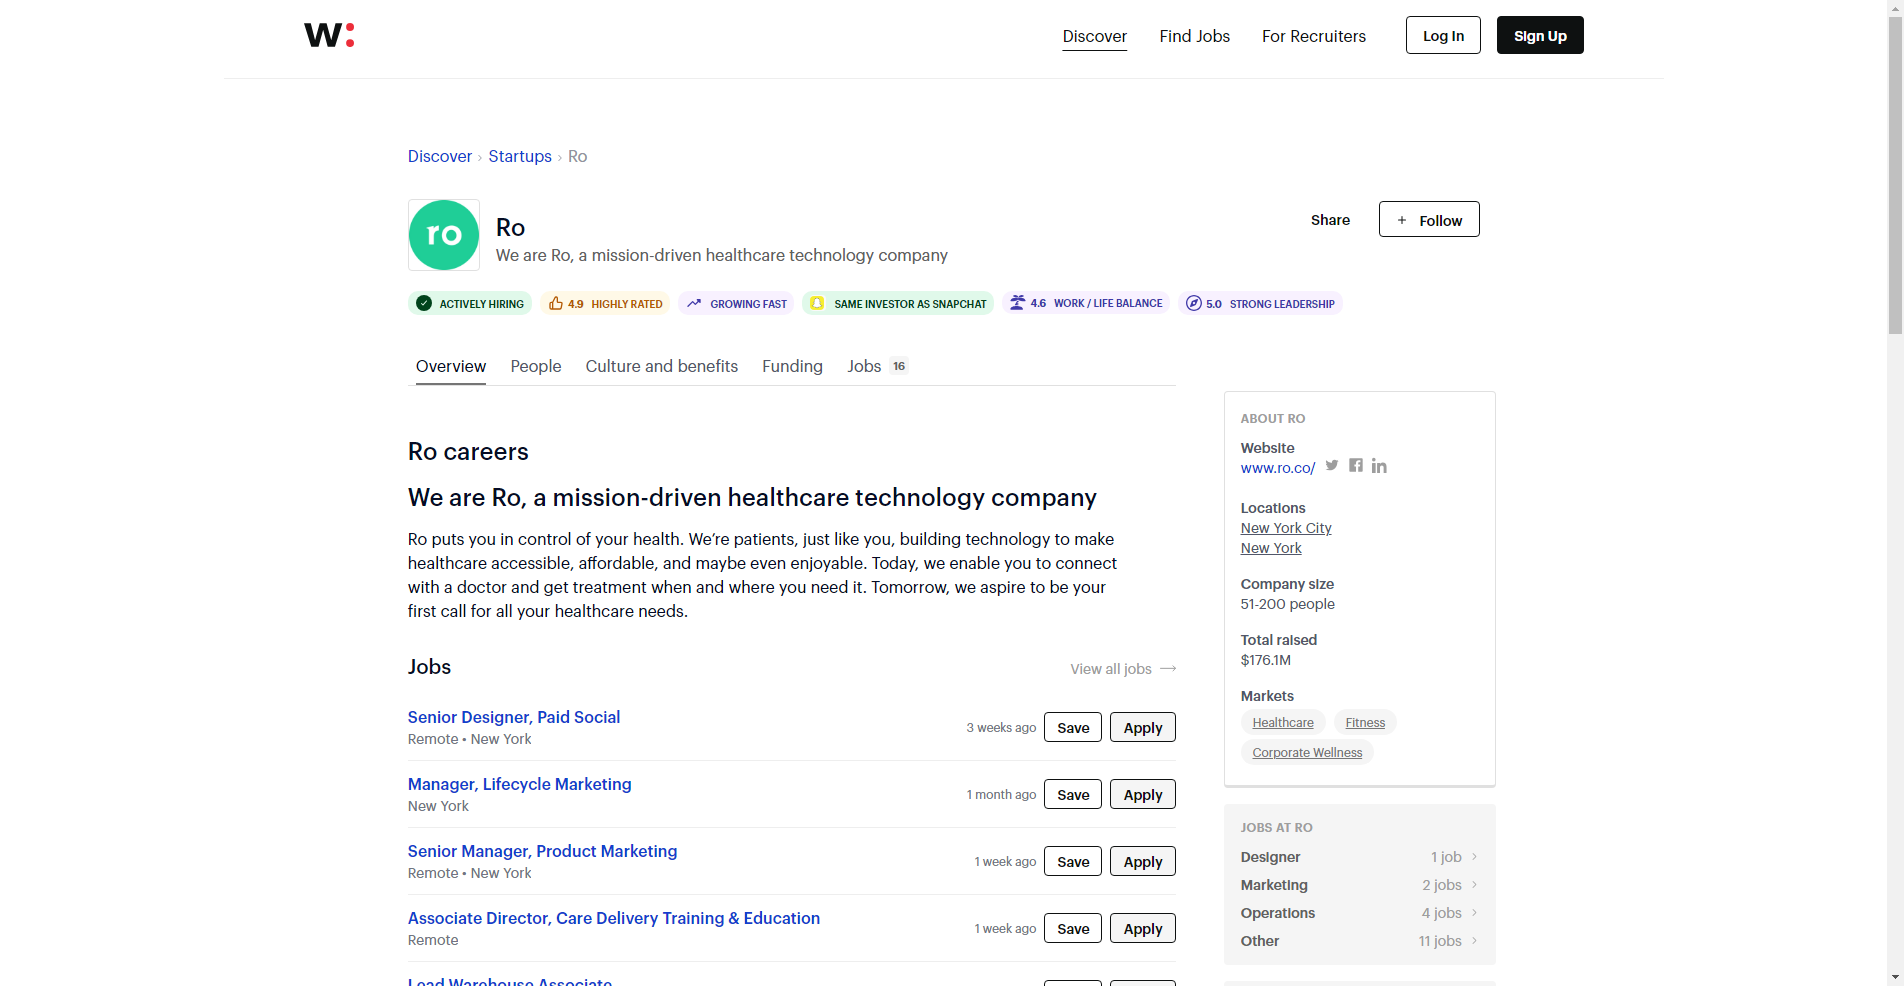 W:
Discover
Find Jobs
For Recruiters
Log In
Sign Up
Discover › Startups › Ro
ro
Ro
We are Ro, a mission-driven healthcare technology company
Share
+ Follow
ACTIVELY HIRING
4.9 HIGHLY RATED
GROWING FAST
SAME INVESTOR AS SNAPCHAT
4.6 WORK / LIFE BALANCE
5.0 STRONG LEADERSHIP
Overview
People
Culture and benefits
Funding
Jobs 16
Ro careers
We are Ro, a mission-driven healthcare technology company
Ro puts you in control of your health. We’re patients, just like you, building technology to make
healthcare accessible, affordable, and maybe even enjoyable. Today, we enable you to connect
with a doctor and get treatment when and where you need it. Tomorrow, we aspire to be your
first call for all your healthcare needs.
Jobs
View all jobs
Senior Designer, Paid Social
Remote • New York
3 weeks ago
Save
Apply
Manager, Lifecycle Marketing
New York
1 month ago
Save
Apply
Senior Manager, Product Marketing
Remote • New York
1 week ago
Save
Apply
Associate Director, Care Delivery Training & Education
Remote
1 week ago
Save
Apply
Lead Warehouse Associate
ABOUT RO
Website
www.ro.co/
Locations
New York City
New York
Company size
51-200 people
Total raised
$176.1M
Markets
Healthcare
Fitness
Corporate Wellness
JOBS AT RO
Designer 1 job
Marketing 2 jobs
Operations 4 jobs
Other 11 jobs